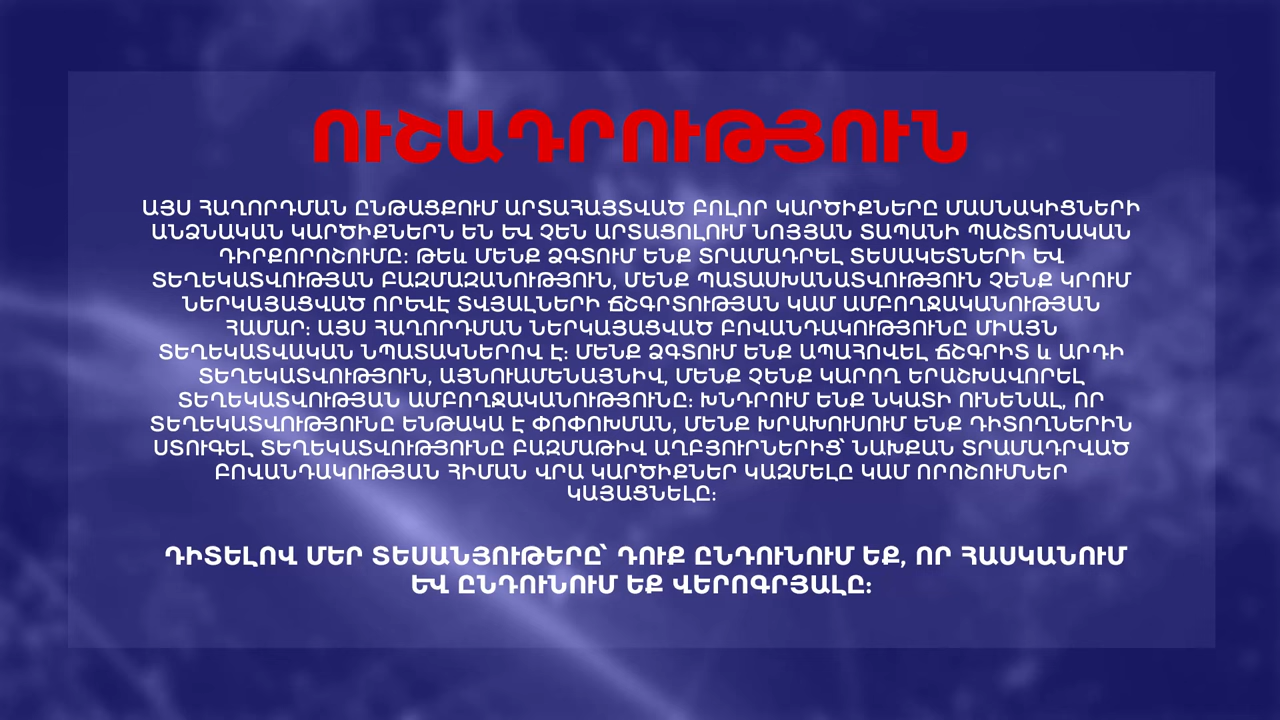 ՈՒՇԱԴՐՈՒԹՅՈՒՆ
ԱՅՍ ՀԱՂՈՐԴՄԱՆ ԸՆԹԱՑՔՈՒՄ ԱՐՏԱՀԱՅՏՎԱԾ ԲՈԼՈՐ ԿԱՐԾԻՔՆԵՐԸ ՄԱՍՆԱԿԻՑՆԵՐԻ
ԱՆՁՆԱԿԱՆ ԿԱՐԾԻՔՆԵՐՆ ԵՆ ԵՎ ՉԵՆ ԱՐՏԱՑՈԼՈՒՄ ՆՈՅՅԱՆ ՏԱՊԱՆԻ ՊԱՇՏՈՆԱԿԱՆ
ԴԻՐՔՈՐՈՇՈՒՄԸ: ԹԵև ՄԵՆՔ ՁԳՏՈՒՄ ԵՆՔ ՏՐԱՄԱԴՐԵԼ ՏԵՍԱԿԵՏՆԵՐԻ ԵՎ
ՏԵՂԵԿԱՏՎՈՒԹՅԱՆ ԲԱԶՄԱԶԱՆՈՒԹՅՈՒՆ, ՄԵՆՔ ՊԱՏԱՍԽԱՆԱՏՎՈՒԹՅՈՒՆ ՉԵՆՔ ԿՐՈՒՄ
ՆԵՐԿԱՅԱՑՎԱԾ ՈՐԵՎԷ ՏՎՅԱԼՆԵՐԻ ՃՇԳՐՏՈՒԹՅԱՆ ԿԱՄ ԱՄԲՈՂՋԱԿԱՆՈՒԹՅԱՆ
ՀԱՄԱՐ: ԱՅՍ ՀԱՂՈՐԴՄԱՆ ՆԵՐԿԱՅԱՑՎԱԾ ԲՈՎԱՆԴԱԿՈՒԹՅՈՒՆԸ ՄԻԱՅՆ
ՏԵՂԵԿԱՏՎԱԿԱՆ ՆՊԱՏԱԿՆԵՐՈՎ Է: ՄԵՆՔ ՁԳՏՈՒՄ ԵՆՔ ԱՊԱՀՈՎԵԼ ՃՇԳՐԻՏ և ԱՐԴԻ
ՏԵՂԵԿԱՏՎՈՒԹՅՈՒՆ, ԱՅՆՈՒԱՄԵՆԱՅՆԻՎ, ՄԵՆՔ ՉԵՆՔ ԿԱՐՈՂ ԵՐԱՇԽԱՎՈՐԵԼ
ՏԵՂԵԿԱՏՎՈՒԹՅԱՆ ԱՄԲՈՂՋԱԿԱՆՈՒԹՅՈՒՆԸ: ԽՆԴՐՈՒՄ ԵՆՔ ՆԿԱՏԻ ՈՒՆԵՆԱԼ, ՈՐ
ՏԵՂԵԿԱՏՎՈՒԹՅՈՒՆԸ ԵՆԹԱԿԱ Է ՓՈՓՈԽՄԱՆ, ՄԵՆՔ ԽՐԱԽՈՒՍՈՒՄ ԵՆՔ ԴԻՏՈՂՆԵՐԻՆ
ՍՏՈՒԳԵԼ ՏԵՂԵԿԱՏՎՈՒԹՅՈՒՆԸ ԲԱԶՄԱԹԻՎ ԱՂԲՅՈՒՐՆԵՐԻՑ՝ ՆԱԽՔԱՆ ՏՐԱՄԱԴՐՎԱԾ
ԲՈՎԱՆԴԱԿՈՒԹՅԱՆ ՀԻՄԱՆ ՎՐԱ ԿԱՐԾԻՔՆԵՐ ԿԱԶՄԵԼԸ ԿԱՄ ՈՐՈՇՈՒՄՆԵՐ
ԿԱՅԱՑՆԵԼԸ:
ԴԻՏԵԼՈՎ ՄԵՐ ՏԵՍԱՆՅՈՒԹԵՐԸ՝ ԴՈՒՔ ԸՆԴՈՒՆՈՒՄ ԵՔ, ՈՐ ՀԱՍԿԱՆՈՒՄ
ԵՎ ԸՆԴՈՒՆՈՒՄ ԵՔ ՎԵՐՈԳՐՅԱԼԸ: